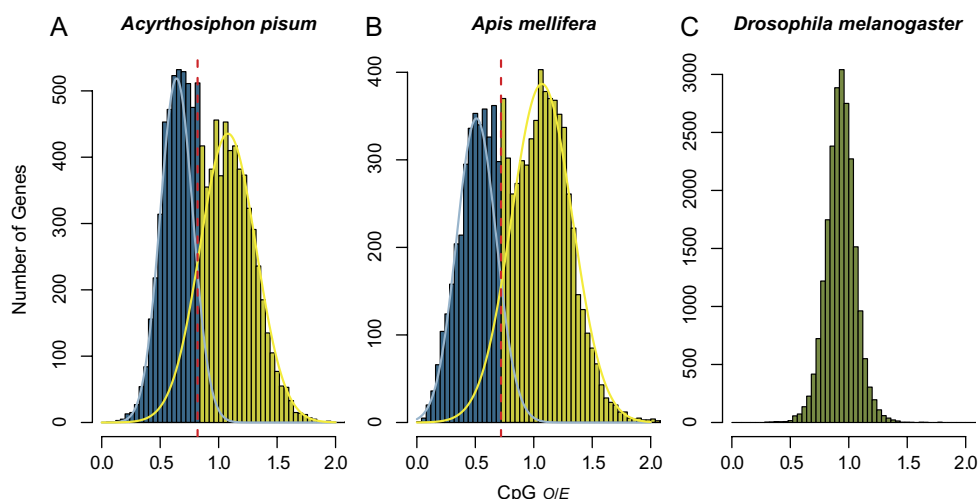 A Acyrthosiphon pisum
B Apis mellifera
C Drosophila melanogaster
Number of Genes
500
400
300
200
100
0
400
300
200
100
0
3000
2500
2000
1500
1000
500
0
0.0 0.5 1.0 1.5 2.0
0.0 0.5 1.0 1.5 2.0
0.0 0.5 1.0 1.5 2.0
CpG O/E